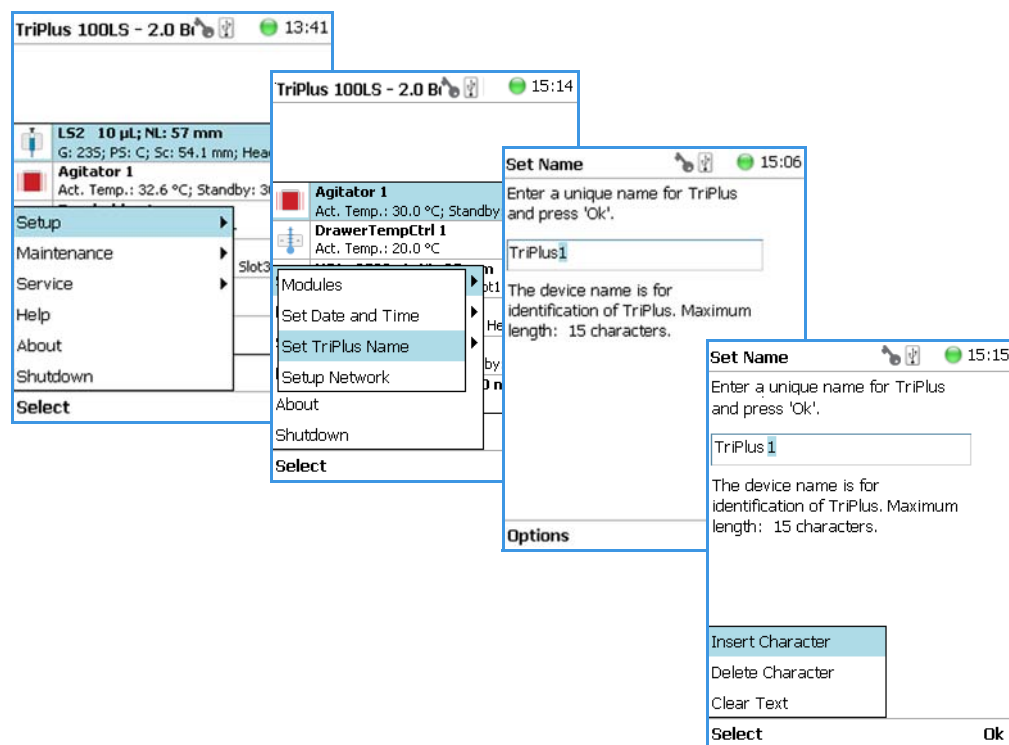 TriPlus 100LS - 2.0 B 13:41
LS2 10 µL; NL: 57 mm
G: 23S; PS: C; Sc: 54.1 mm;
Agitator 1
Act. Temp.: 32.6 °C; Standby:
Setup
Maintenance
Service
Slot3
Help
About
Shutdown
Select
TriPlus 100LS - 2.0 B 15:14
Agitator 1
Act. Temp.: 30.0 °C; Standby
DrawerTempCtrl 1
Act. Temp.: 20.0 °C
Modules
Set Date and Time
Set TriPlus Name
Setup Network
About
Shutdown
Select
Set Name 15:06
Enter a unique name for TriPlus
and press 'Ok'.
TriPlus1
The device name is for
identification of TriPlus. Maximum
length: 15 characters.
Options
Set Name 15:15
Enter a unique name for TriPlus
and press 'Ok'.
TriPlus 1
The device name is for
identification of TriPlus. Maximum
length: 15 characters.
Insert Character
Delete Character
Clear Text
Select Ok